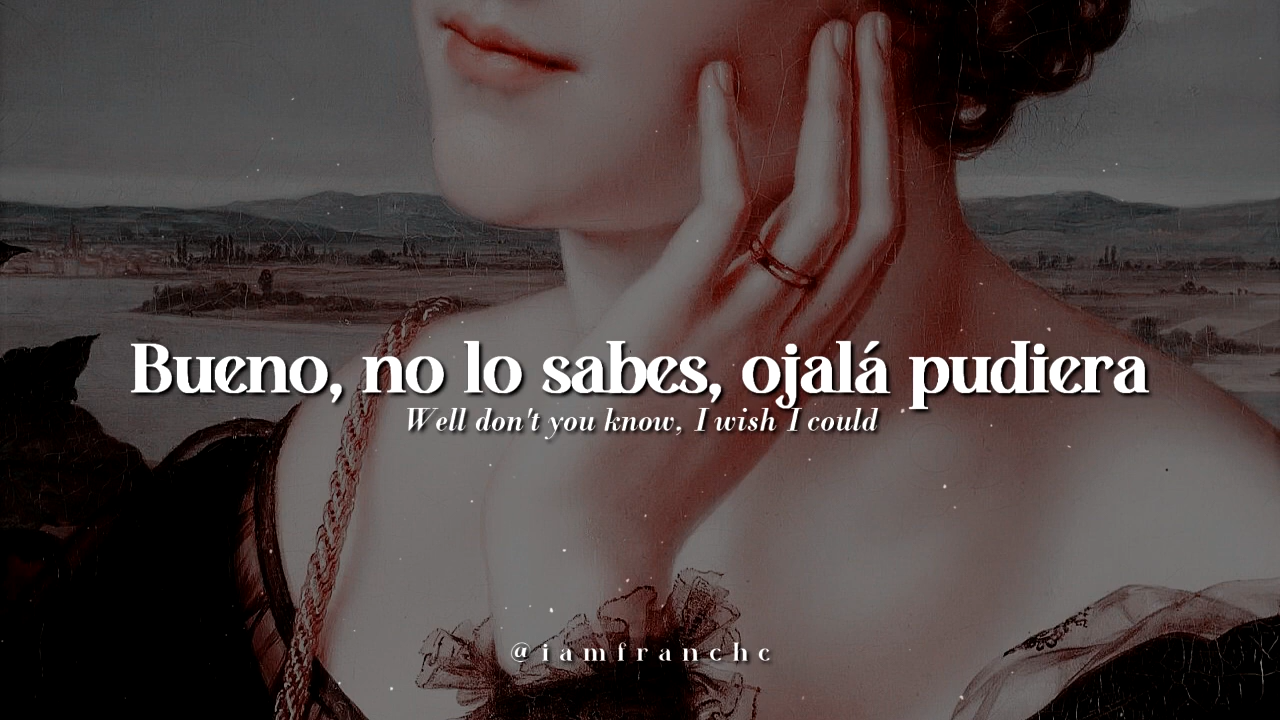 Bueno, no lo sabes, ojalá pudiera
Well don't you know, I wish I could
@iamfranchc